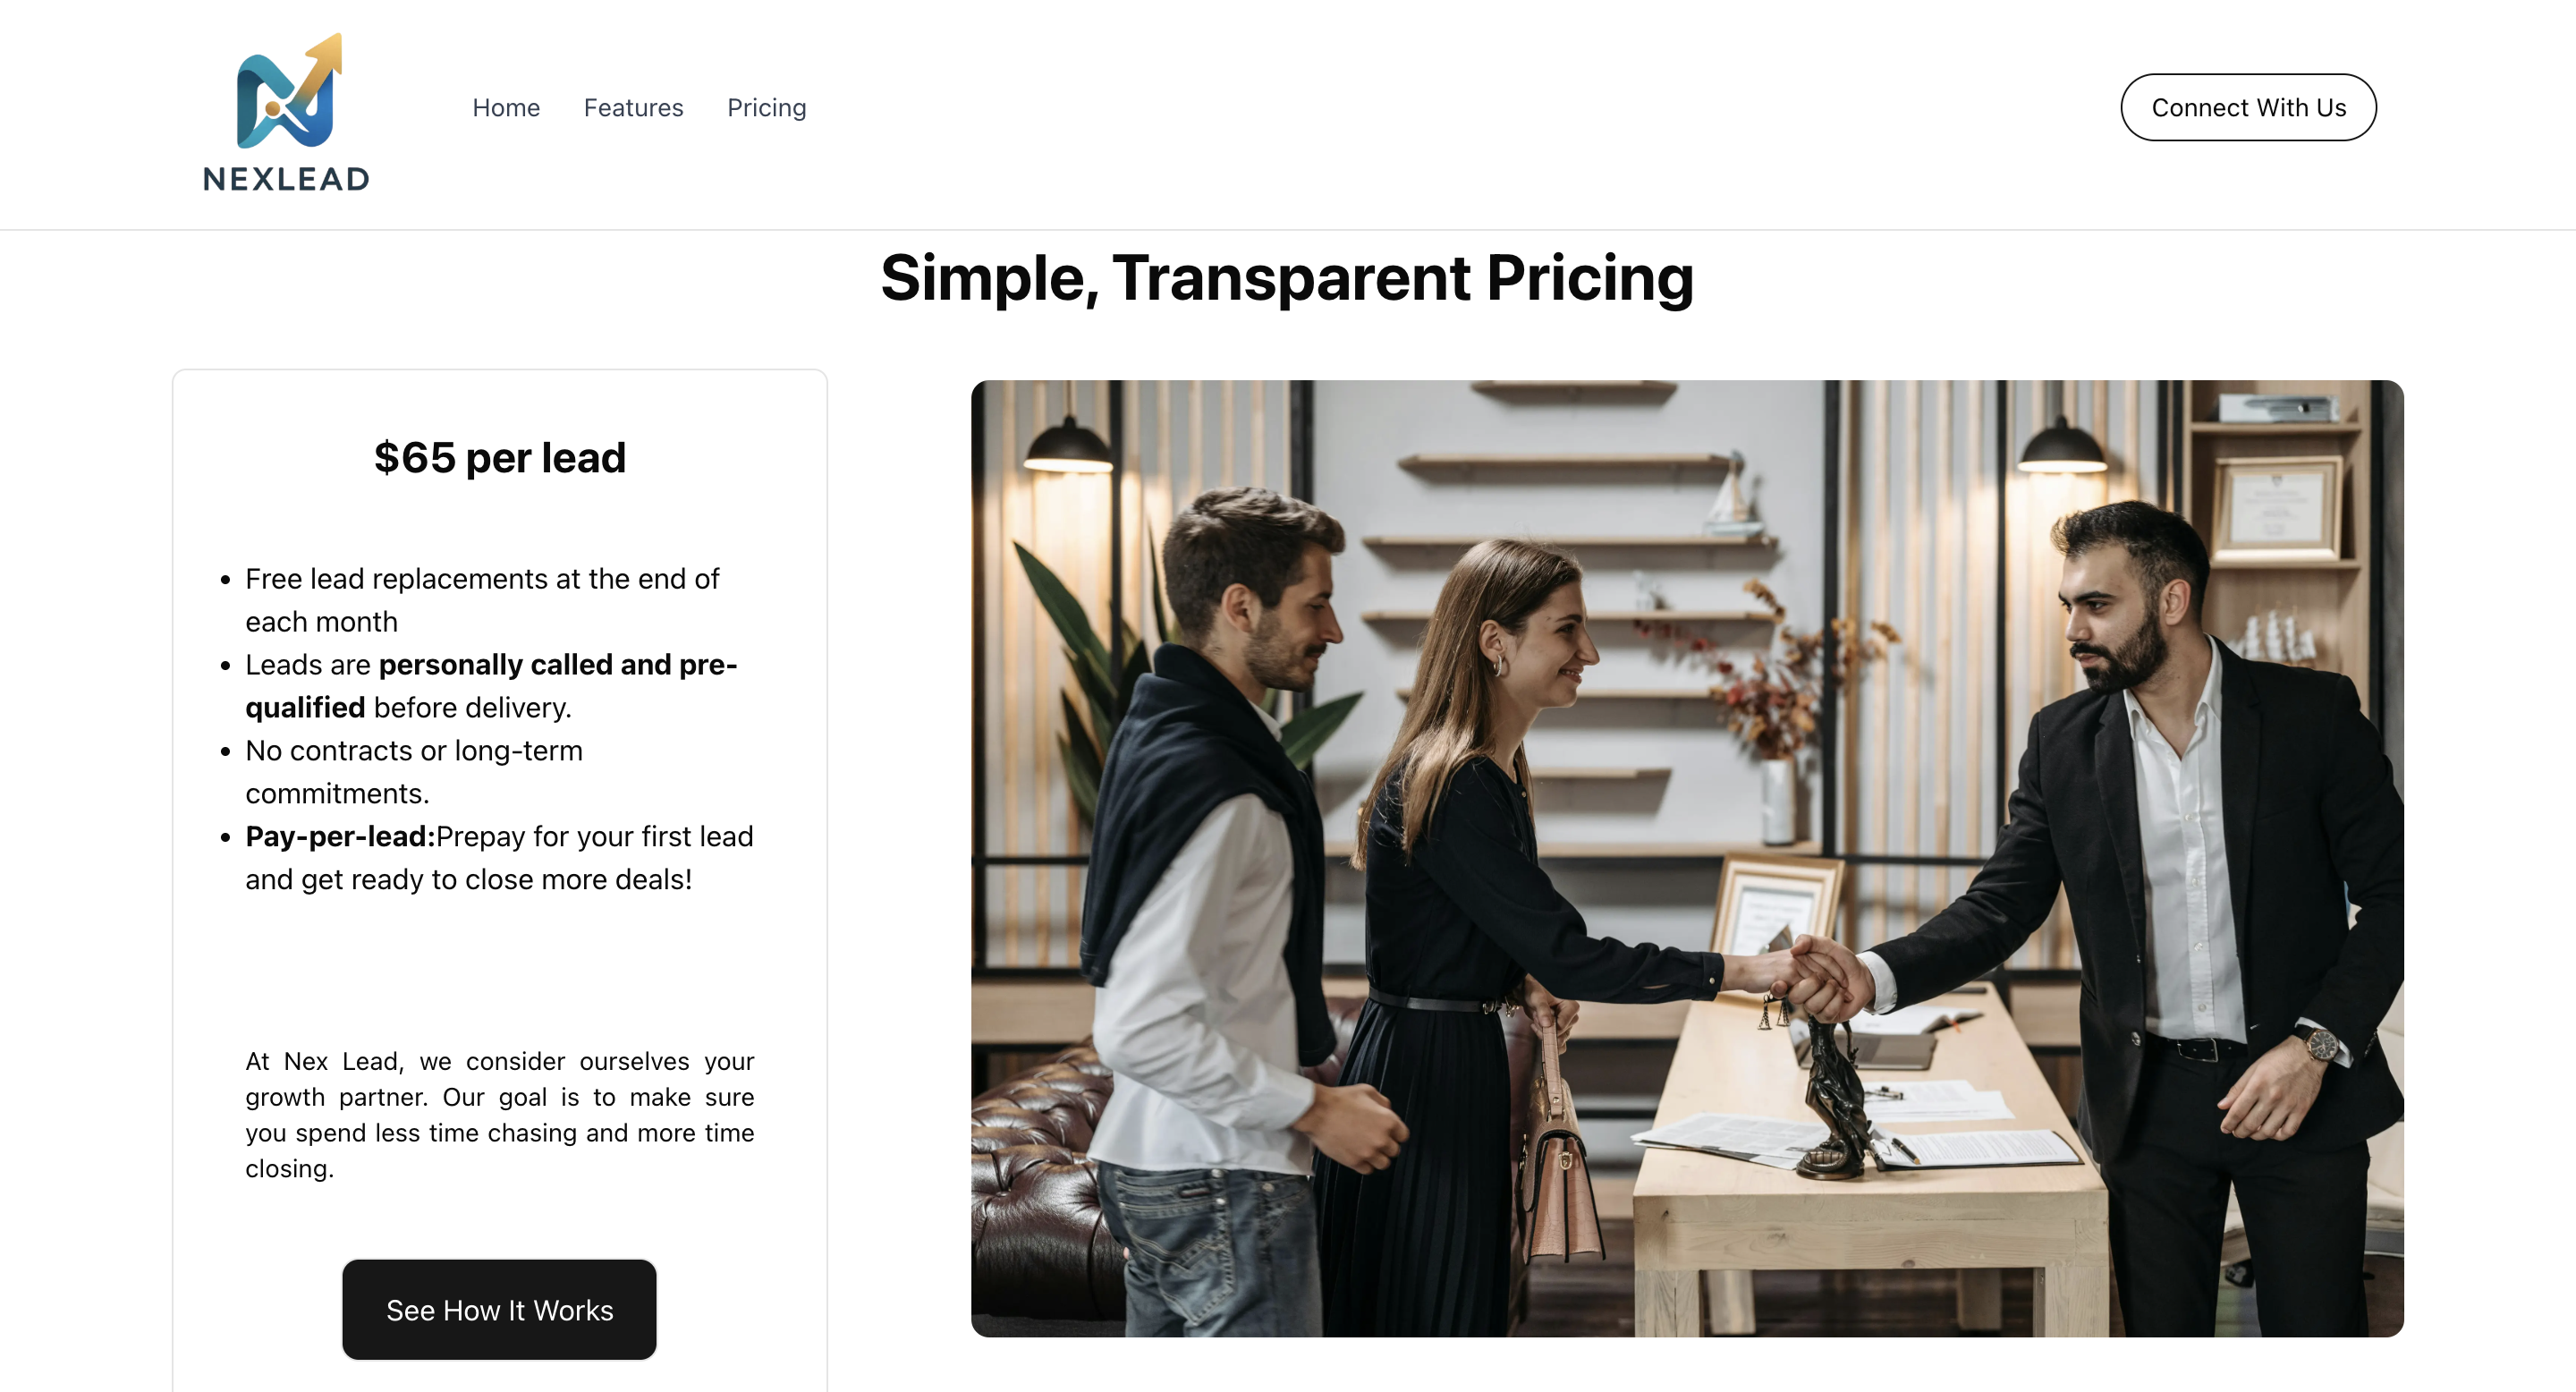 NEXLEAD
Home
Features
Pricing
Connect With Us
Simple, Transparent Pricing
$65 per lead
Free lead replacements at the end of
each month
Leads are personally called and pre-
qualified before delivery.
No contracts or long-term
commitments.
Pay-per-lead:Prepay for your first lead
and get ready to close more deals!
At Nex Lead, we consider ourselves your
growth partner. Our goal is to make sure
you spend less time chasing and more time
closing.
See How It Works